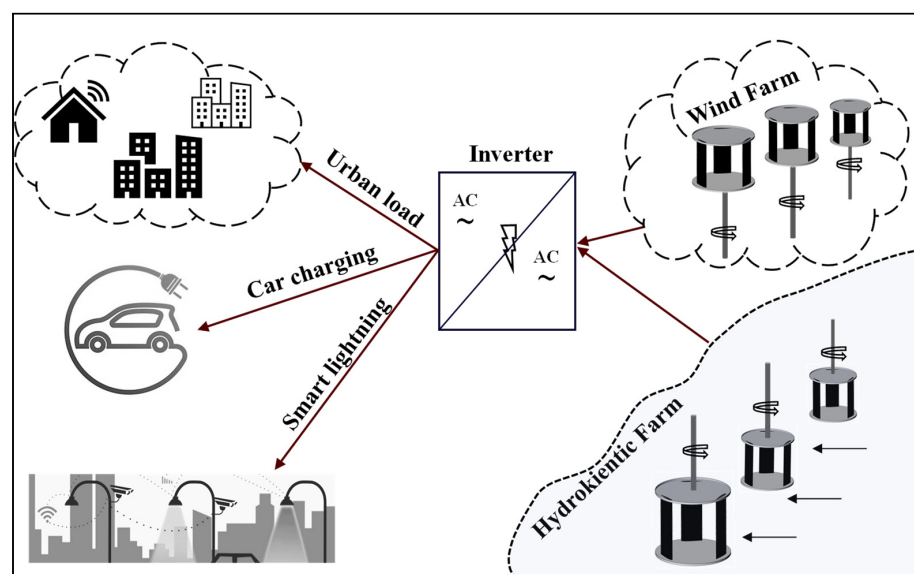 Wind Farm
Inverter
Urban load
AC
~
AC
~
Car charging
Smart lightning
Hydrokientic Farm